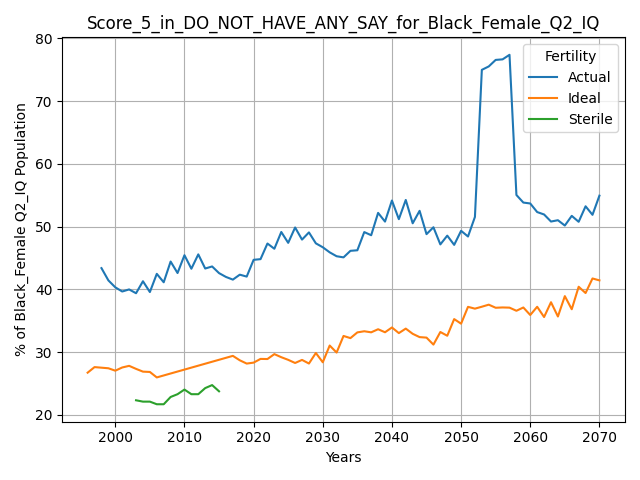 Score_5_in_DO_NOT_HAVE_ANY_SAY_for_Black_Female_Q2_IQ
% of Black_Female Q2_IQ Population
80
70
60
50
40
30
20
Fertility
Actual
Ideal
Sterile
2000 2010 2020 2030 2040 2050 2060 2070
Years